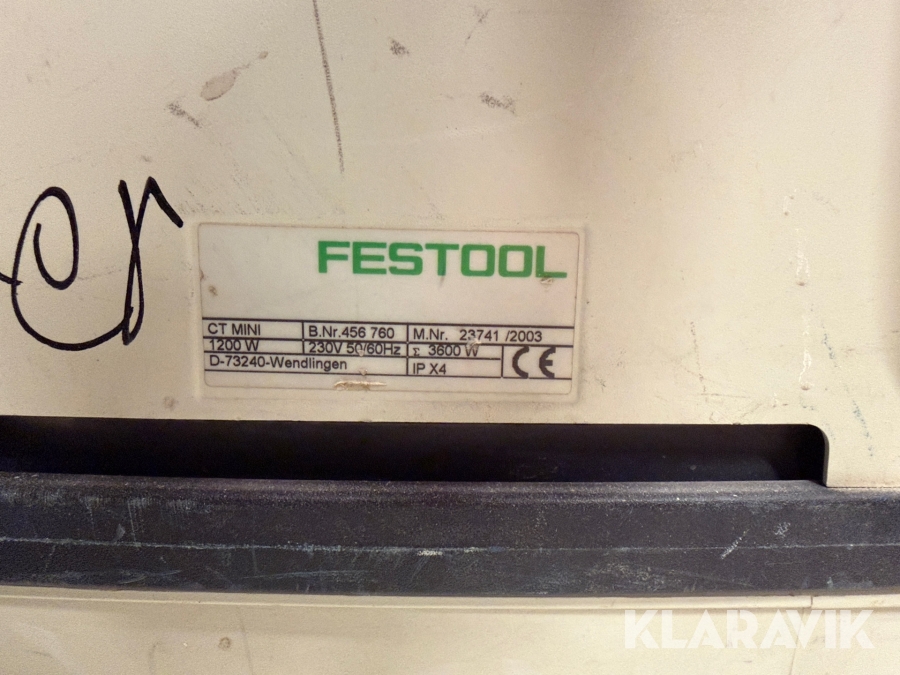 FESTOOL
CT MINI B.Nr.456 760 M.Nr. 23741 /2003
1200 W 230V 50/60Hz Σ 3600 W CE
D-73240-Wendlingen IP X4
KLARAVIK